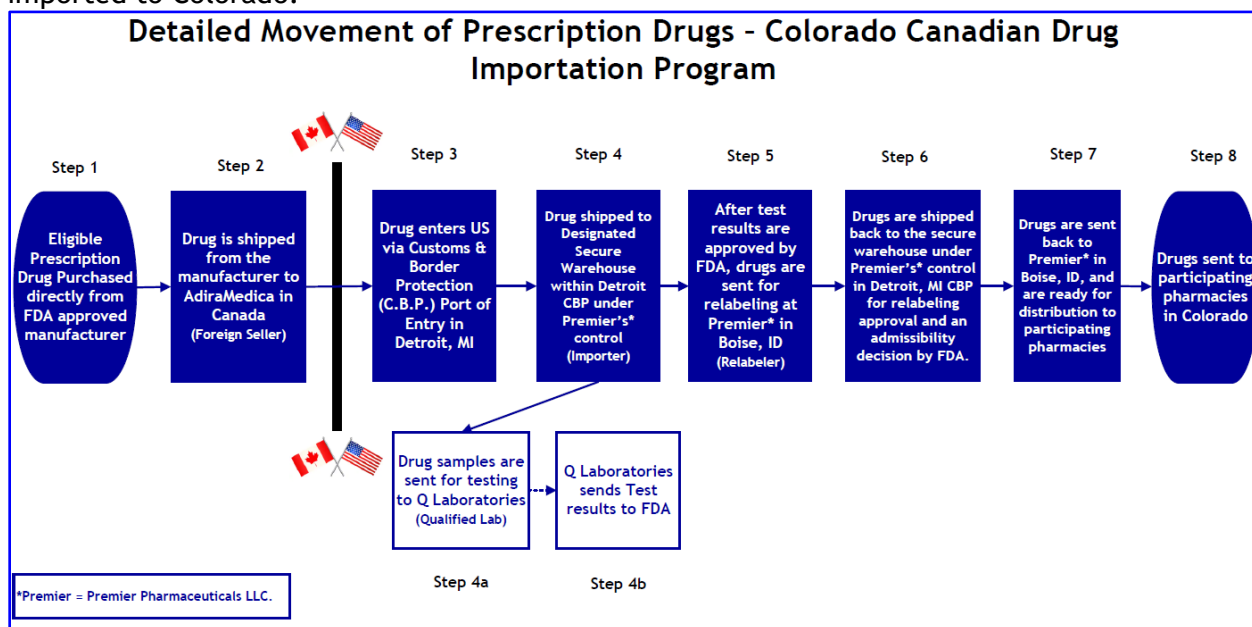 imported to Colorado.
Detailed Movement of Prescription Drugs – Colorado Canadian Drug
Importation Program
Step 1
Eligible
Prescription
Drug Purchased
directly from
FDA approved
manufacturer
Step 2
Drug is shipped
from the
manufacturer to
AdiraMedica in
Canada
(Foreign Seller)
Step 3
Drug enters US
via Customs &
Border
Protection
(C.B.P.) Port of
Entry in
Detroit, MI
Step 4
Drug shipped to
Designated
Secure
Warehouse
within Detroit
CBP under
Premier's*
control
(Importer)
Step 5
After test
results are
approved by
FDA, drugs are
sent for
relabeling at
Premier* in
Boise, ID
(Relabeler)
Step 6
Drugs are shipped
back to the secure
warehouse under
Premier's* control
in Detroit, MI CBP
for relabeling
approval and an
admissibility
decision by FDA.
Step 7
Drugs are sent
back to
Premier* in
Boise, ID, and
are ready for
distribution to
participating
pharmacies
Step 8
Drugs sent to
participating
pharmacies
in Colorado
Drug samples are
sent for testing
to Q Laboratories
(Qualified Lab)
Step 4a
Q Laboratories
sends Test
results to FDA
Step 4b
*Premier = Premier Pharmaceuticals LLC.